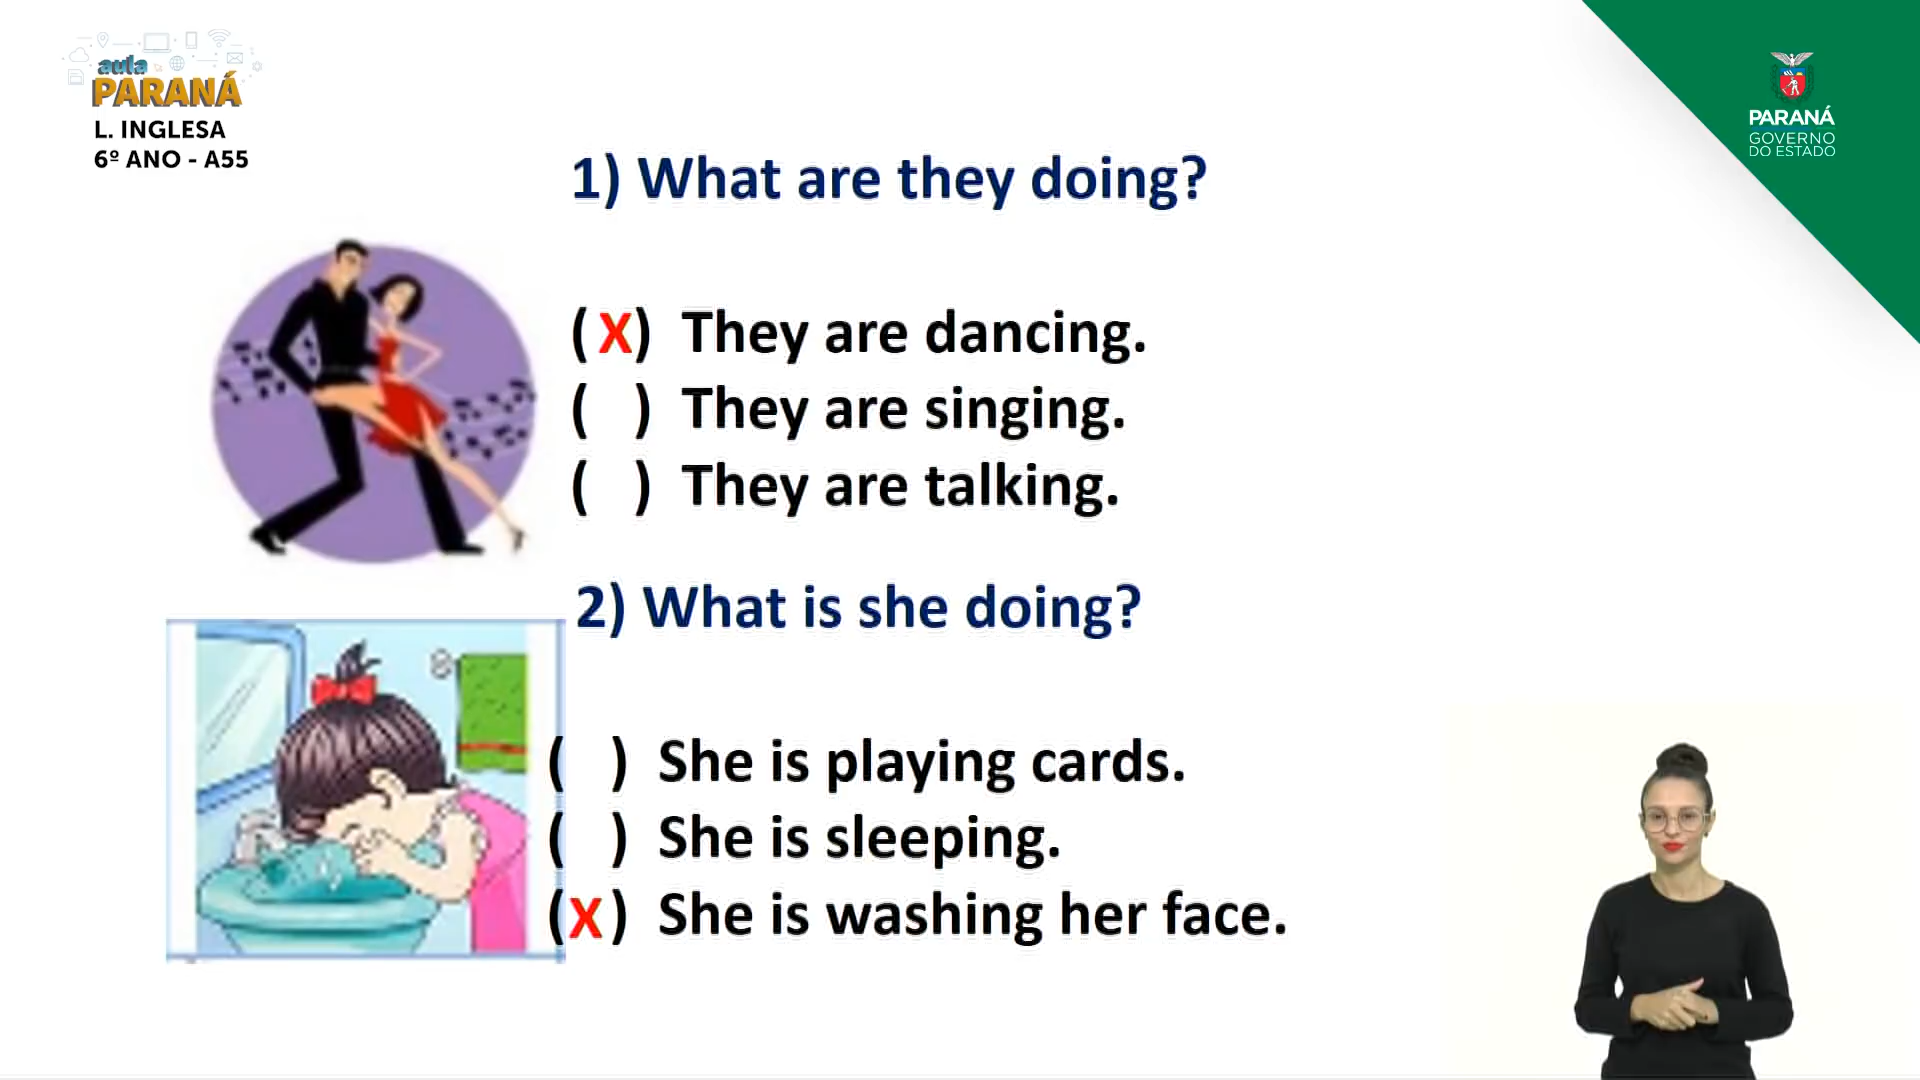 aula
PARANÁ
L. INGLESA
6º ANO - A55
PARANÁ
GOVERNO
DO ESTADO
1) What are they doing?
( X ) They are dancing.
( ) They are singing.
( ) They are talking.
2) What is she doing?
( ) She is playing cards.
( ) She is sleeping.
( X ) She is washing her face.